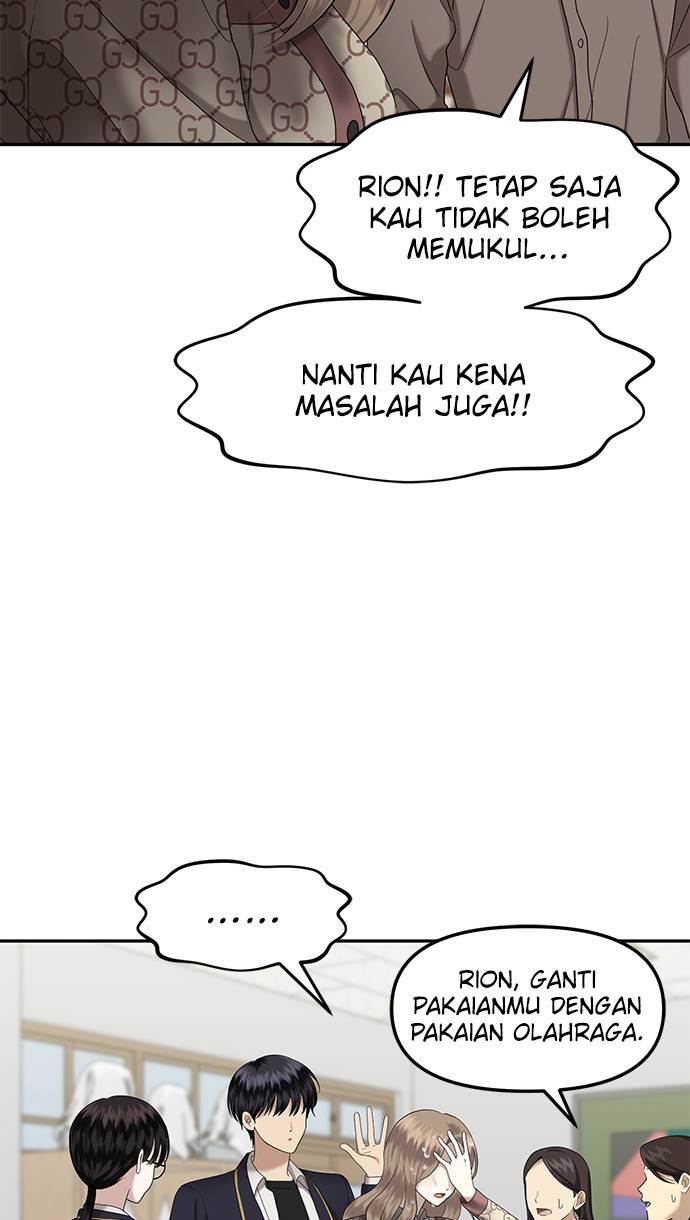 RION!! TETAP SAJA
KAU TIDAK BOLEH
MEMUKUL...
NANTI KAU KENA
MASALAH JUGA!!
......
RION, GANTI
PAKAIANMU DENGAN
PAKAIAN OLAHRAGA.